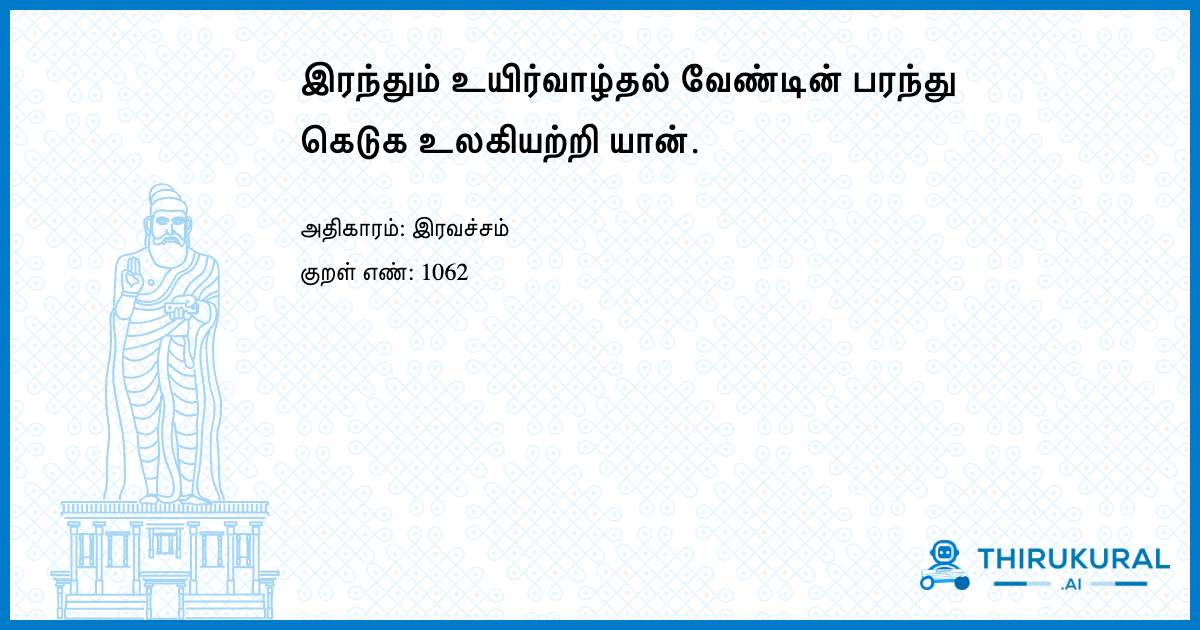 இரந்தும் உயிர்வாழ்தல் வேண்டின் பரந்து
கெடுக உலகியற்றி யான்.
அதிகாரம்: இரவச்சம்
குறள் எண்: 1062
THIRUKURAL
.AI